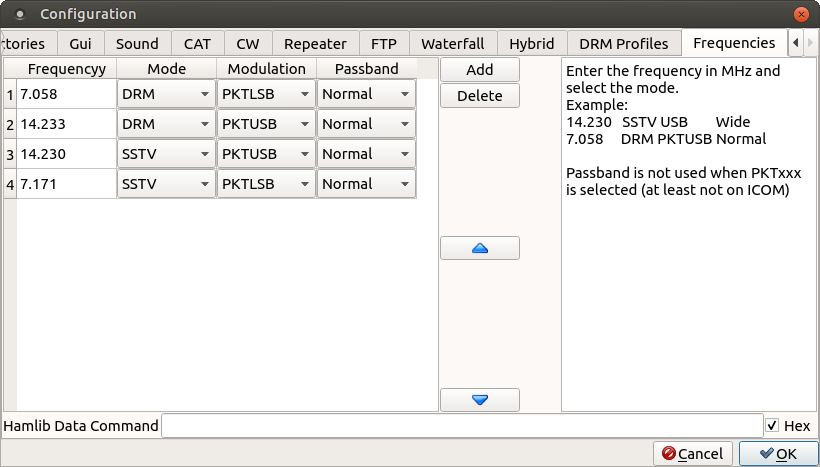 Configuration
ctories Gui Sound CAT CW Repeater FTP Waterfall Hybrid DRM Profiles Frequencies
Frequencyy Mode Modulation Passband
1 7.058 DRM PKTLSB Normal
2 14.233 DRM PKTUSB Normal
3 14.230 SSTV PKTUSB Normal
4 7.171 SSTV PKTLSB Normal
Add
Delete
Enter the frequency in MHz and
select the mode.
Example:
14.230 SSTV USB Wide
7.058 DRM PKTUSB Normal
Passband is not used when PKTxxx
is selected (at least not on ICOM)
Hamlib Data Command Hex
Cancel OK